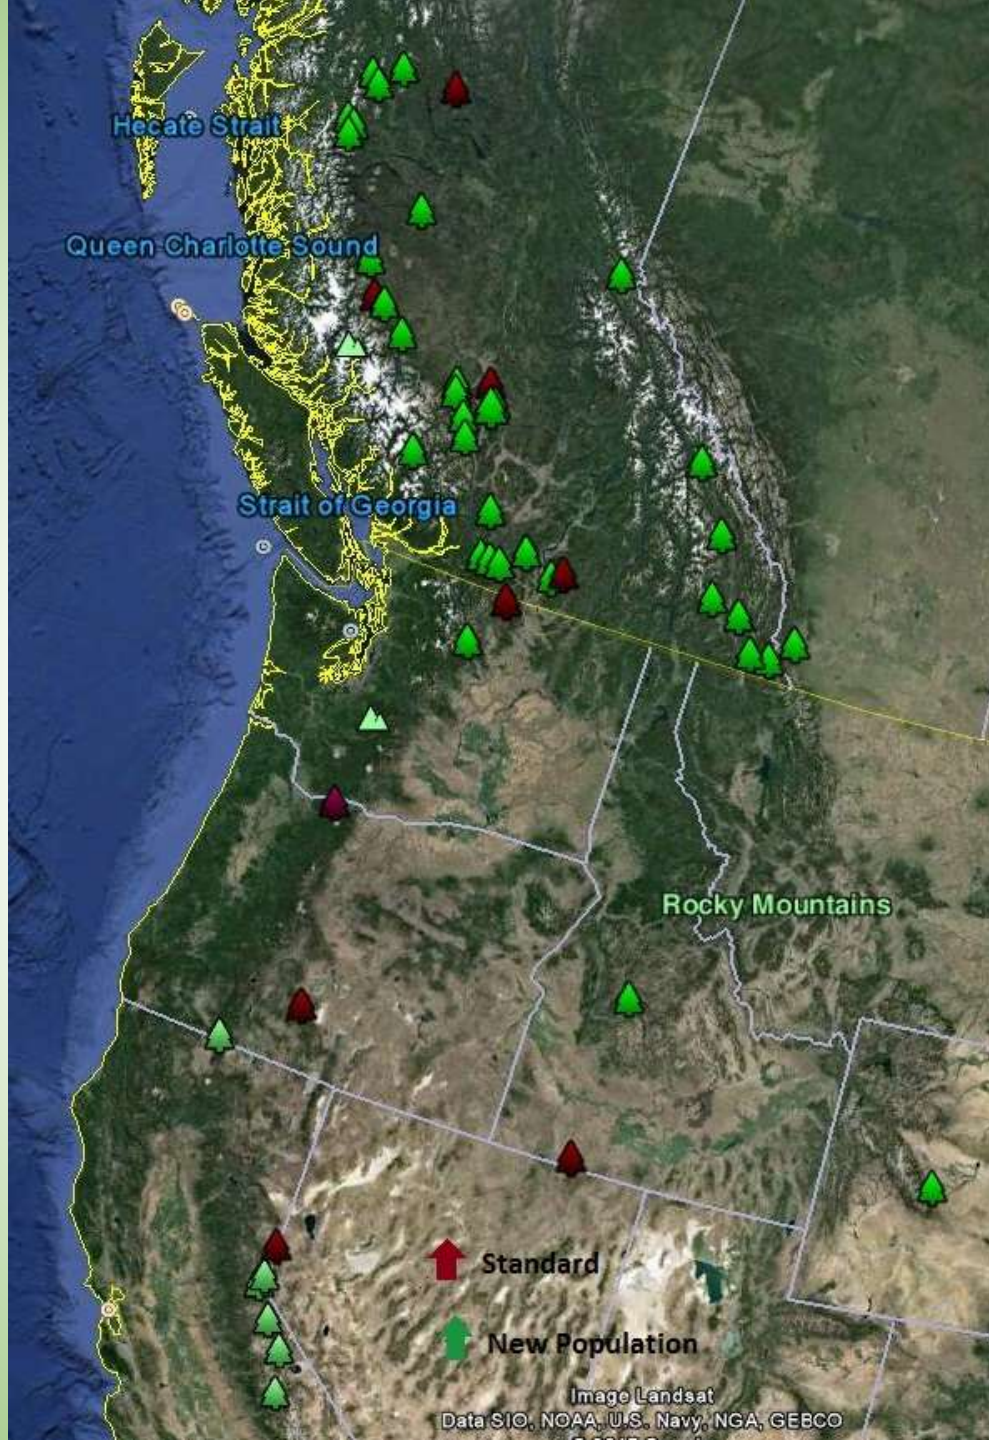 Hecate Strait
Queen Charlotte Sound
Strait of Georgia
Rocky Mountains
Standard
New Population
Image Landsat
Data SIO, NOAA, U.S. Navy, NGA, GEBCO